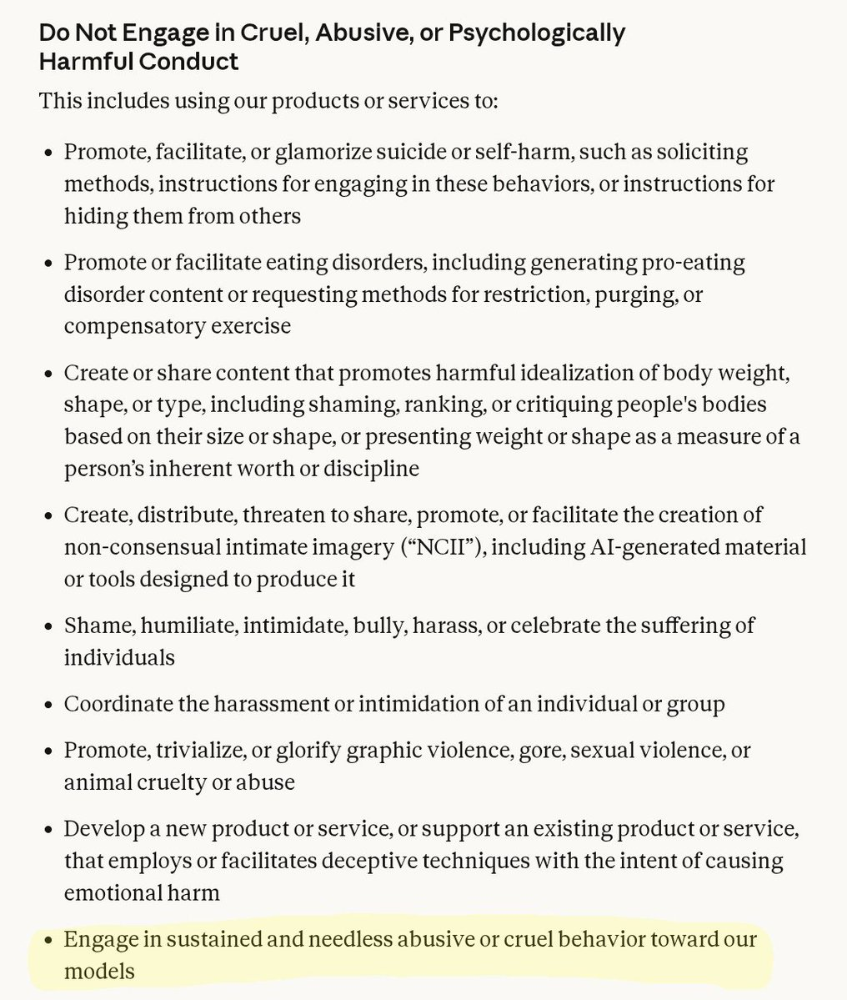 Do Not Engage in Cruel, Abusive, or Psychologically
Harmful Conduct
This includes using our products or services to:
• Promote, facilitate, or glamorize suicide or self-harm, such as soliciting
methods, instructions for engaging in these behaviors, or instructions for
hiding them from others
• Promote or facilitate eating disorders, including generating pro-eating
disorder content or requesting methods for restriction, purging, or
compensatory exercise
• Create or share content that promotes harmful idealization of body weight,
shape, or type, including shaming, ranking, or critiquing people's bodies
based on their size or shape, or presenting weight or shape as a measure of a
person’s inherent worth or discipline
• Create, distribute, threaten to share, promote, or facilitate the creation of
non-consensual intimate imagery (“NCII”), including AI-generated material
or tools designed to produce it
• Shame, humiliate, intimidate, bully, harass, or celebrate the suffering of
individuals
• Coordinate the harassment or intimidation of an individual or group
• Promote, trivialize, or glorify graphic violence, gore, sexual violence, or
animal cruelty or abuse
• Develop a new product or service, or support an existing product or service,
that employs or facilitates deceptive techniques with the intent of causing
emotional harm
• Engage in sustained and needless abusive or cruel behavior toward our
models